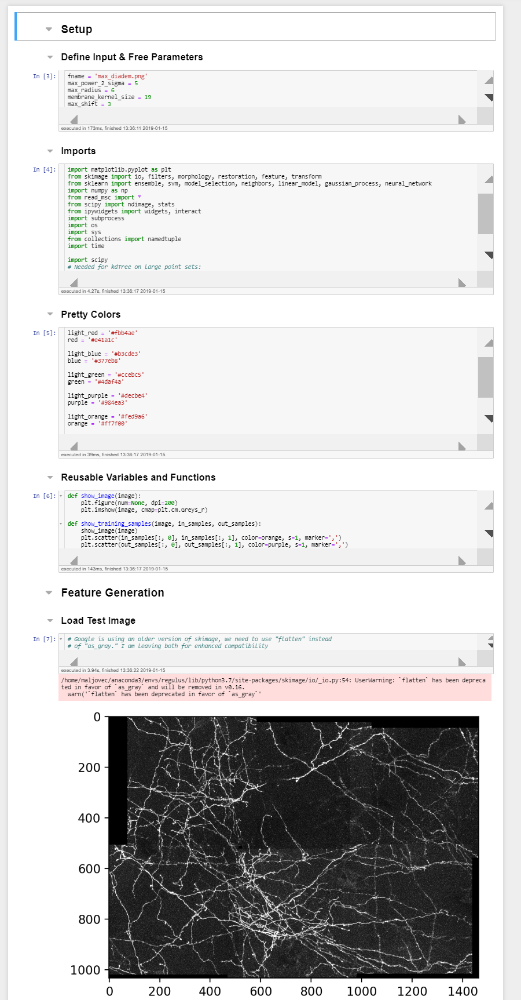 Setup
Define Input & Free Parameters
In [3]:
fname = 'max_diadem.png'
max_power_2_sigma = 5
max_radius = 6
membrane_kernel_size = 19
max_shift = 3
executed in 173ms, finished 13:36:11 2019-01-15
Imports
In [4]:
import matplotlib.pyplot as plt
from skimage import io, filters, morphology, restoration, feature, transform
from sklearn import ensemble, svm, model_selection, neighbors, linear_model, gaussian_process, neural_network
import numpy as np
from read_msc import *
from scipy import ndimage, stats
from ipywidgets import widgets, interact
import subprocess
import os
import sys
from collections import namedtuple
import time
import scipy
# Needed for kdTree on large point sets:
executed in 4.27s, finished 13:36:17 2019-01-15
Pretty Colors
In [5]:
light_red = '#fbb4ae'
red = '#e41a1c'
light_blue = '#b3cde3'
blue = '#377eb8'
light_green = '#ccebc5'
green = '#4daf4a'
light_purple = '#decbe4'
purple = '#984ea3'
light_orange = '#fed9a6'
orange = '#ff7f00'
executed in 39ms, finished 13:36:17 2019-01-15
Reusable Variables and Functions
In [6]:
def show_image(image):
    plt.figure(num=None, dpi=200)
    plt.imshow(image, cmap=plt.cm.Greys_r)
def show_training_samples(image, in_samples, out_samples):
    show_image(image)
    plt.scatter(in_samples[:, 0], in_samples[:, 1], color=orange, s=1, marker=',')
    plt.scatter(out_samples[:, 0], out_samples[:, 1], color=purple, s=1, marker=',')
executed in 143ms, finished 13:36:17 2019-01-15
Feature Generation
Load Test Image
In [7]:
# Google is using an older version of skimage, we need to use "flatten" instead
# of "as_gray." I am leaving both for enhanced compatibility
executed in 3.94s, finished 13:36:22 2019-01-15
/home/maljovec/anaconda3/envs/regulus/lib/python3.7/site-packages/skimage/io/_io.py:54: UserWarning: `flatten` has been depreca
ted in favor of `as_gray` and will be removed in v0.16.
  warn('`flatten` has been deprecated in favor of `as_gray`'
0
200
400
600
800
1000
0 200 400 600 800 1000 1200 1400